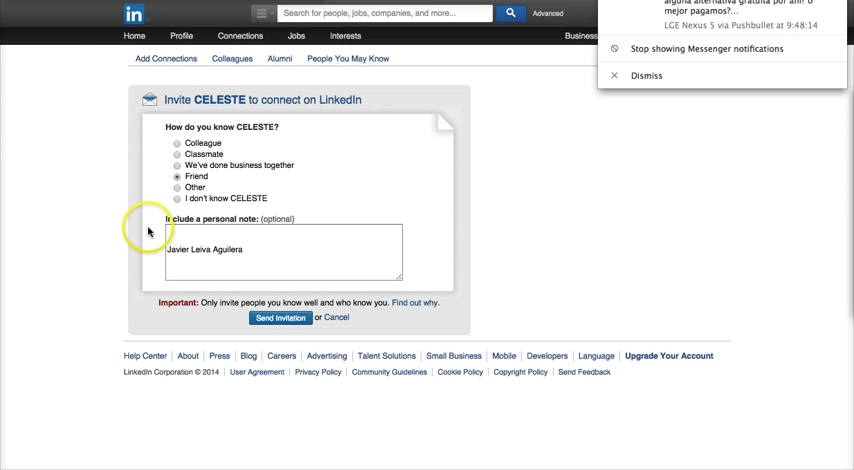 in
Search for people, jobs, companies, and more...
Advanced
Home
Profile
Connections
Jobs
Interests
Business
alguna alternativa gratuita por ahí? o
mejor pagamos?...
LGE Nexus 5 via Pushbullet at 9:48:14
Stop showing Messenger notifications
Dismiss
Add Connections
Colleagues
Alumni
People You May Know
Invite CELESTE to connect on LinkedIn
How do you know CELESTE?
Colleague
Classmate
We've done business together
Friend
Other
I don't know CELESTE
Include a personal note: (optional)
Javier Leiva Aguilera
Important: Only invite people you know well and who know you. Find out why.
Send Invitation or Cancel
Help Center | About | Press | Blog | Careers | Advertising | Talent Solutions | Small Business | Mobile | Developers | Language | Upgrade Your Account
LinkedIn Corporation © 2014 | User Agreement | Privacy Policy | Community Guidelines | Cookie Policy | Copyright Policy | Send Feedback